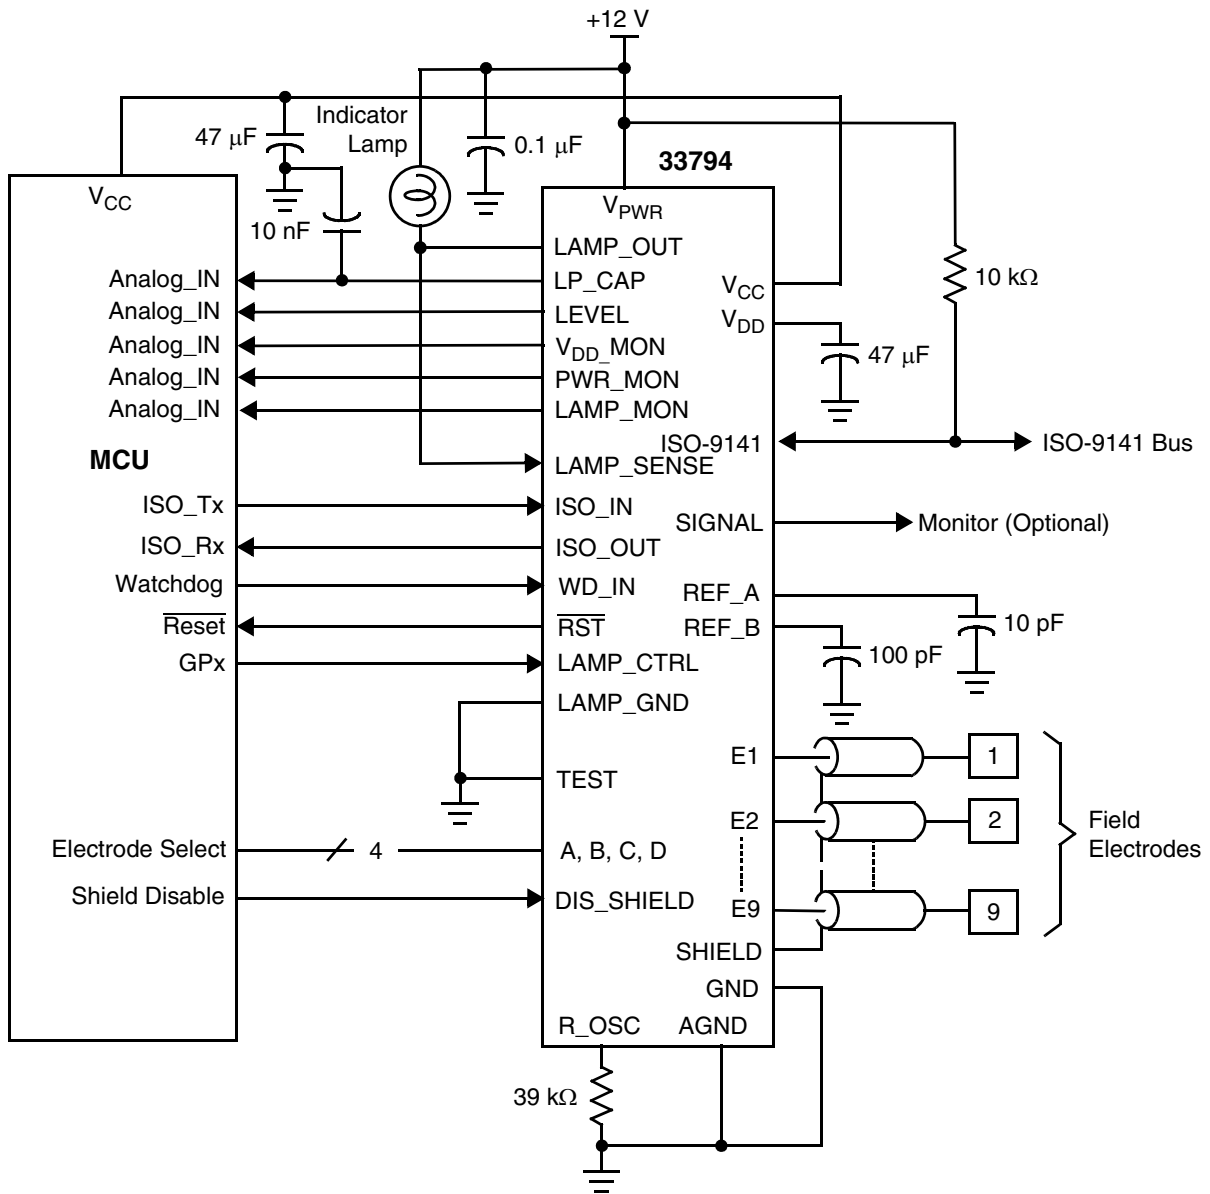 +12 V
Indicator
Lamp
47 μF
0.1 μF
33794
VCC
10 nF
VPWR
LAMP_OUT
Analog_IN
LP_CAP
VCC
10 kΩ
Analog_IN
LEVEL
VDD
Analog_IN
VDD_MON
47 μF
Analog_IN
PWR_MON
Analog_IN
LAMP_MON
ISO-9141
ISO-9141 Bus
MCU
LAMP_SENSE
ISO_Tx
ISO_IN
SIGNAL
Monitor (Optional)
ISO_Rx
ISO_OUT
Watchdog
WD_IN
REF_A
10 pF
Reset
RST
REF_B
100 pF
GPx
LAMP_CTRL
LAMP_GND
E1
1
TEST
E2
2
Field
Electrodes
Electrode Select
4
A, B, C, D
Shield Disable
DIS_SHIELD
E9
9
SHIELD
GND
R_OSC
AGND
39 kΩ